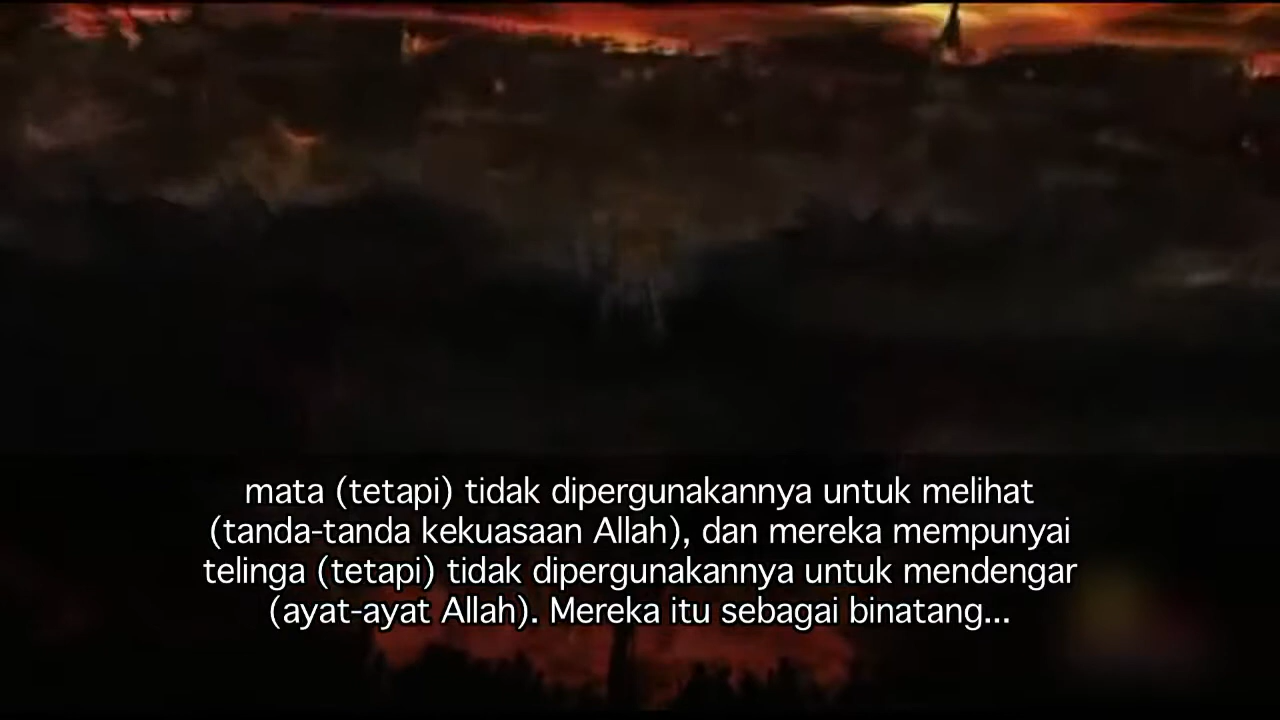 mata (tetapi) tidak dipergunakannya untuk melihat
(tanda-tanda kekuasaan Allah), dan mereka mempunyai
telinga (tetapi) tidak dipergunakannya untuk mendengar
(ayat-ayat Allah). Mereka itu sebagai binatang...